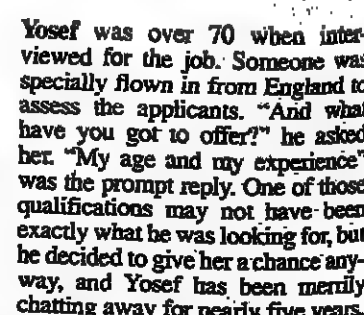 Yosef was over 70 when inter-
viewed for the job. Someone was
specially flown in from England to
assess the applicants. “And what
have you got to offer?” he asked
her. “My age and my experience”
was the prompt reply. One of those
qualifications may not have been
exactly what he was looking for, but
he decided to give her a chance any-
way, and Yosef has been merrily
chatting away for nearly five years.